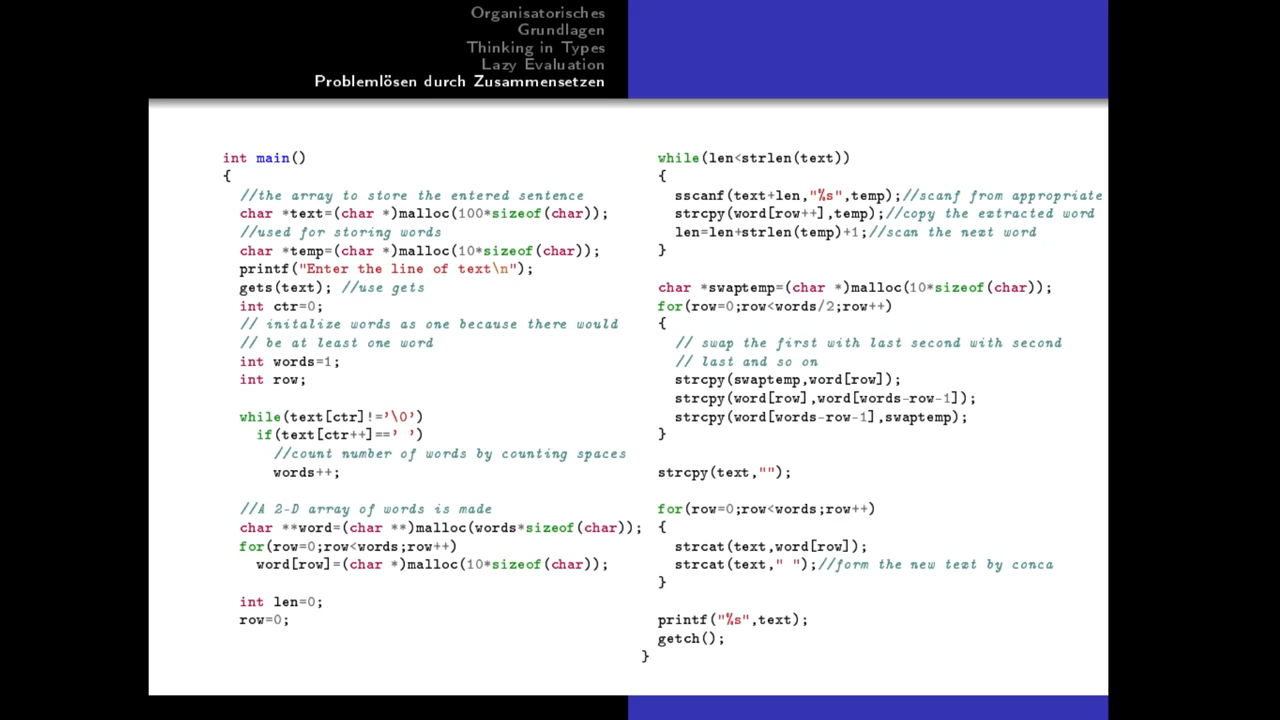 Organisatorisches
Grundlagen
Thinking in Types
Lazy Evaluation
Problemlösen durch Zusammensetzen
int main()
{
//the array to store the entered sentence
char *text=(char *)malloc(100*sizeof(char));
//used for storing words
char *temp=(char *)malloc(10*sizeof(char));
printf("Enter the line of text\n");
gets(text); //use gets
int ctr=0;
// initalize words as one because there would
// be at least one word
int words=1;
int row;
while(text[ctr]!='\0')
if(text[ctr++]==' ')
//count number of words by counting spaces
words++;
//A 2-D array of words is made
char **word=(char **)malloc(words*sizeof(char));
for(row=0;row<words;row++)
word[row]=(char *)malloc(10*sizeof(char));
int len=0;
row=0;
while(len<strlen(text))
{
sscanf(text+len,"%s",temp);//scanf from appropriate
strcpy(word[row++],temp);//copy the extracted word
len=len+strlen(temp)+1;//scan the next word
}
char *swaptemp=(char *)malloc(10*sizeof(char));
for(row=0;row<words/2;row++)
{
// swap the first with last second with second
// last and so on
strcpy(swaptemp,word[row]);
strcpy(word[row],word[words-row-1]);
strcpy(word[words-row-1],swaptemp);
}
strcpy(text,"");
for(row=0;row<words;row++)
{
strcat(text,word[row]);
strcat(text," ");//form the new text by conca
}
printf("%s",text);
getch();
}